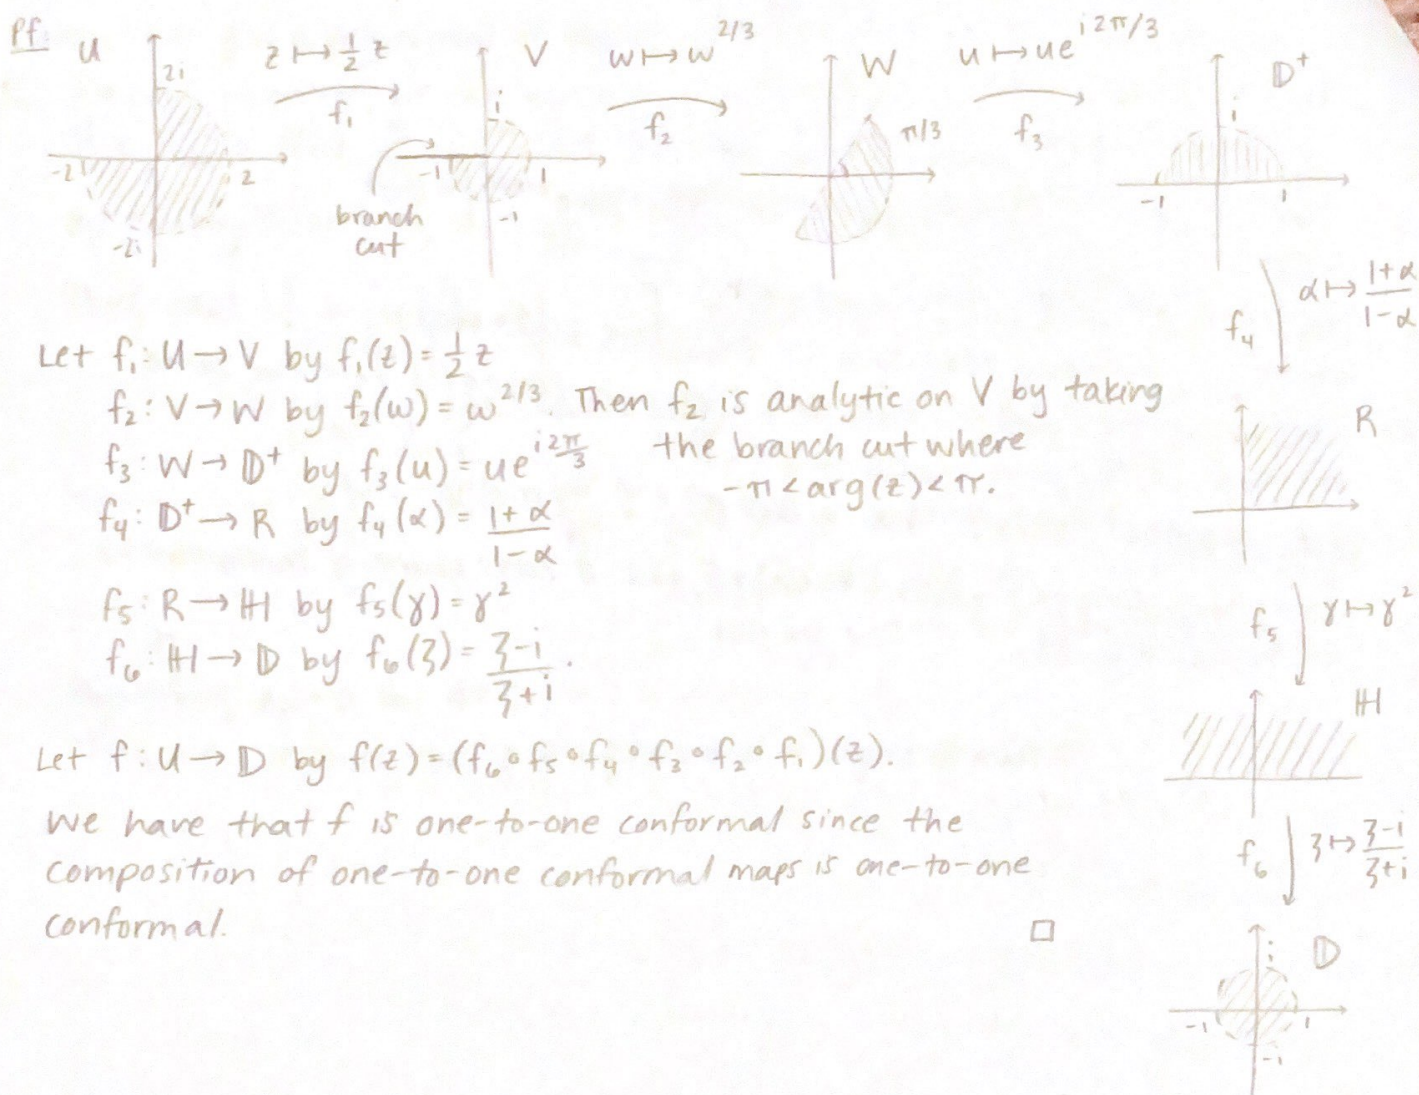 Pf:
U
z ↦ ½ z
f₁
V
w ↦ w^{2/3}
f₂
W
u ↦ ue^{i2π/3}
f₃
𝔻⁺
2i
-2
2
-2i
i
-1
1
-1
branch
cut
π/3
i
-1
1
f₄
α ↦ (1+α)/(1-α)
Let f₁: U → V by f₁(z) = ½ z
f₂: V → W by f₂(w) = w^{2/3}. Then f₂ is analytic on V by taking
the branch cut where
-π < arg(z) < π.
f₃: W → 𝔻⁺ by f₃(u) = ue^{i2π/3}
f₄: 𝔻⁺ → R by f₄(α) = (1+α)/(1-α)
f₅: R → ℍ by f₅(γ) = γ²
f₆: ℍ → 𝔻 by f₆(ξ) = (ξ-i)/(ξ+i).
R
f₅
γ ↦ γ²
ℍ
Let f: U → 𝔻 by f(z) = (f₆∘f₅∘f₄∘f₃∘f₂∘f₁)(z).
We have that f is one-to-one conformal since the
composition of one-to-one conformal maps is one-to-one
conformal. □
f₆
ξ ↦ (ξ-i)/(ξ+i)
𝔻
i
-1
1
-i